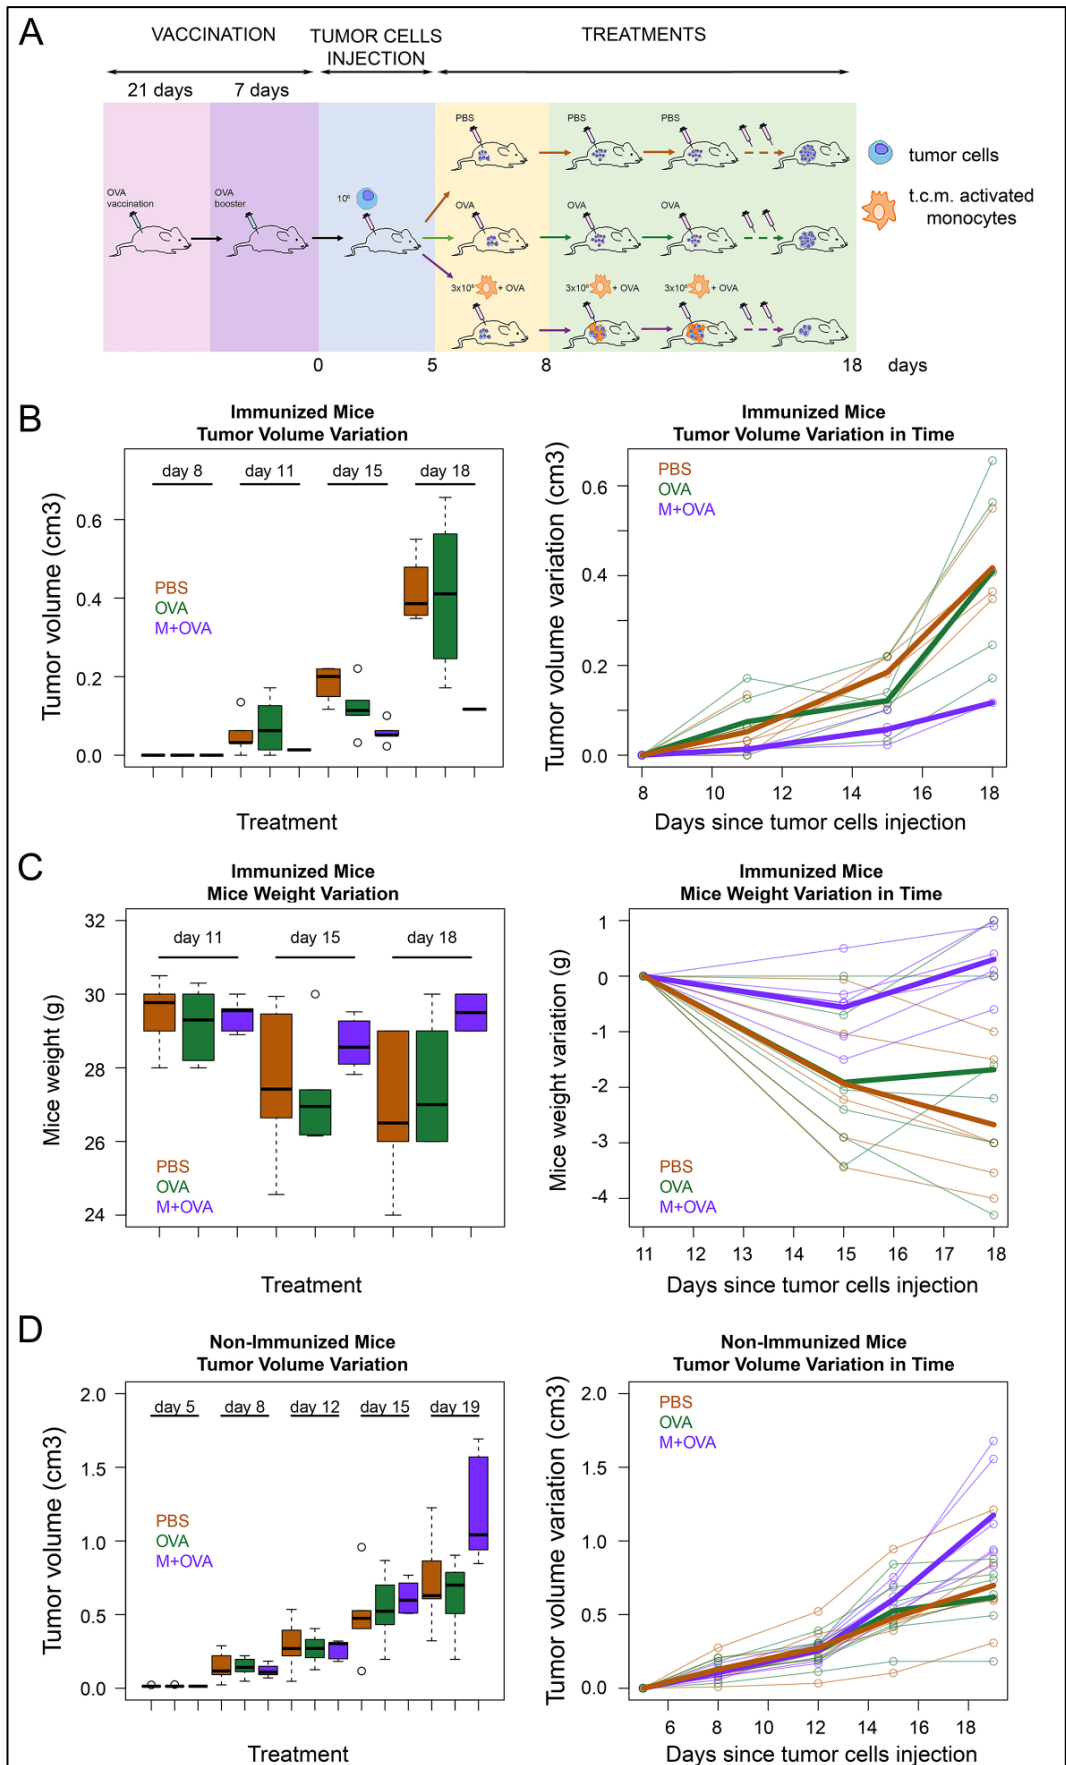 A
VACCINATION
TUMOR CELLS
INJECTION
TREATMENTS
21 days
7 days
OVA
vaccination
OVA
booster
10⁶
PBS
PBS
PBS
OVA
OVA
OVA
3x10⁶ + OVA
3x10⁶ + OVA
3x10⁶ + OVA
tumor cells
t.c.m. activated
monocytes
0
5
8
18
days
B
Immunized Mice
Tumor Volume Variation
Tumor volume (cm3)
0.6
0.4
0.2
0.0
day 8
day 11
day 15
day 18
PBS
OVA
M+OVA
Treatment
Immunized Mice
Tumor Volume Variation in Time
Tumor volume variation (cm3)
0.6
0.4
0.2
0.0
PBS
OVA
M+OVA
8
10
12
14
16
18
Days since tumor cells injection
C
Immunized Mice
Mice Weight Variation
Mice weight (g)
32
30
28
26
24
day 11
day 15
day 18
PBS
OVA
M+OVA
Treatment
Immunized Mice
Mice Weight Variation in Time
Mice weight variation (g)
1
0
-1
-2
-3
-4
PBS
OVA
M+OVA
11
12
13
14
15
16
17
18
Days since tumor cells injection
D
Non-Immunized Mice
Tumor Volume Variation
Tumor volume (cm3)
2.0
1.5
1.0
0.5
0.0
day 5
day 8
day 12
day 15
day 19
PBS
OVA
M+OVA
Treatment
Non-Immunized Mice
Tumor Volume Variation in Time
Tumor volume variation (cm3)
2.0
1.5
1.0
0.5
0.0
PBS
OVA
M+OVA
6
8
10
12
14
16
18
Days since tumor cells injection